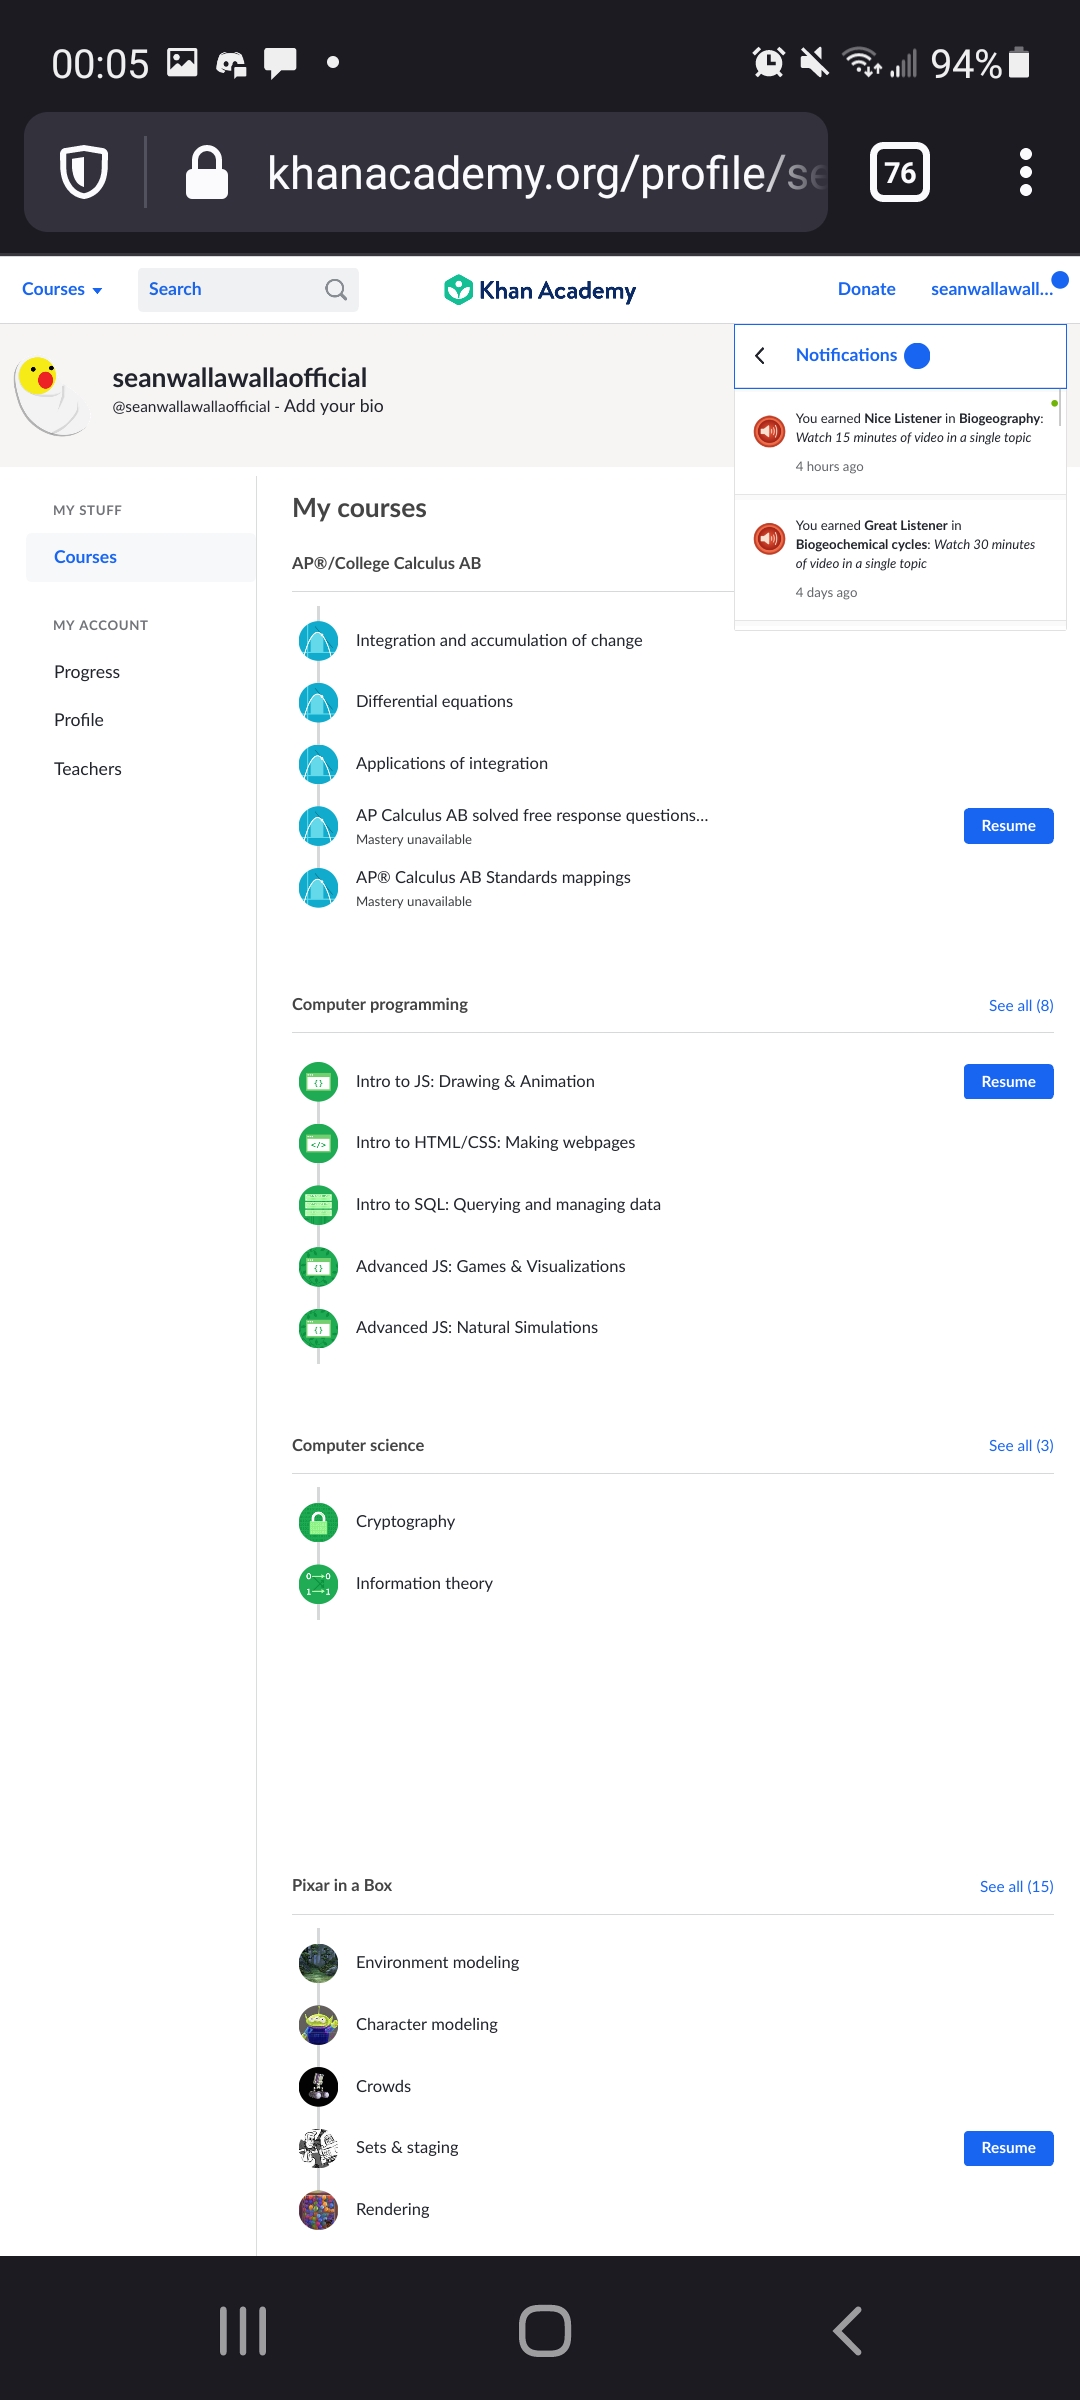 00:05
94%
khanacademy.org/profile/se
76
Courses
Search
Khan Academy
Donate
seanwallawall...
seanwallawallaofficial
@seanwallawallaofficial - Add your bio
Notifications
You earned Nice Listener in Biogeography:
Watch 15 minutes of video in a single topic
4 hours ago
You earned Great Listener in
Biogeochemical cycles: Watch 30 minutes
of video in a single topic
4 days ago
MY STUFF
Courses
MY ACCOUNT
Progress
Profile
Teachers
My courses
AP®/College Calculus AB
Integration and accumulation of change
Differential equations
Applications of integration
AP Calculus AB solved free response questions...
Mastery unavailable
Resume
AP® Calculus AB Standards mappings
Mastery unavailable
Computer programming
See all (8)
Intro to JS: Drawing & Animation
Resume
Intro to HTML/CSS: Making webpages
Intro to SQL: Querying and managing data
Advanced JS: Games & Visualizations
Advanced JS: Natural Simulations
Computer science
See all (3)
Cryptography
0→0
1→1
Information theory
Pixar in a Box
See all (15)
Environment modeling
Character modeling
Crowds
Sets & staging
Resume
Rendering